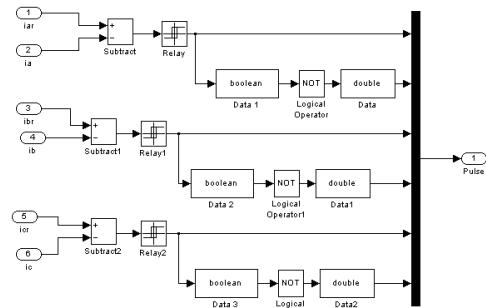 1
iar
2
ia
+
−
Subtract
Relay
boolean
Data 1
NOT
Logical
Operator
double
Data
3
ibr
4
ib
+
−
Subtract1
Relay1
boolean
Data 2
NOT
Logical
Operator1
double
Data1
1
Pulse
5
icr
6
ic
+
−
Subtract2
Relay2
boolean
Data 3
NOT
Logical
double
Data2